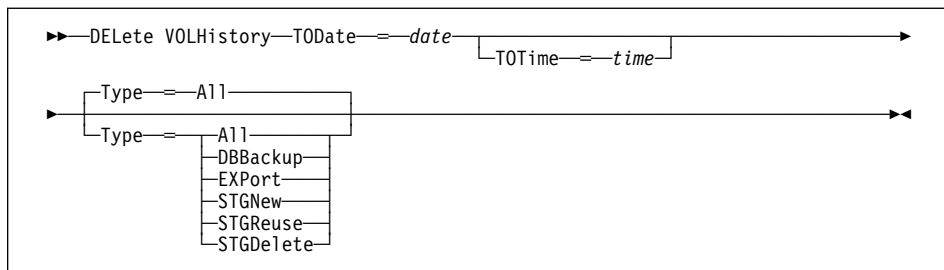 DELete VOLHistory TODate = date
TOTime = time
Type = All
Type = All
DBBackup
EXPort
STGNew
STGReuse
STGDelete